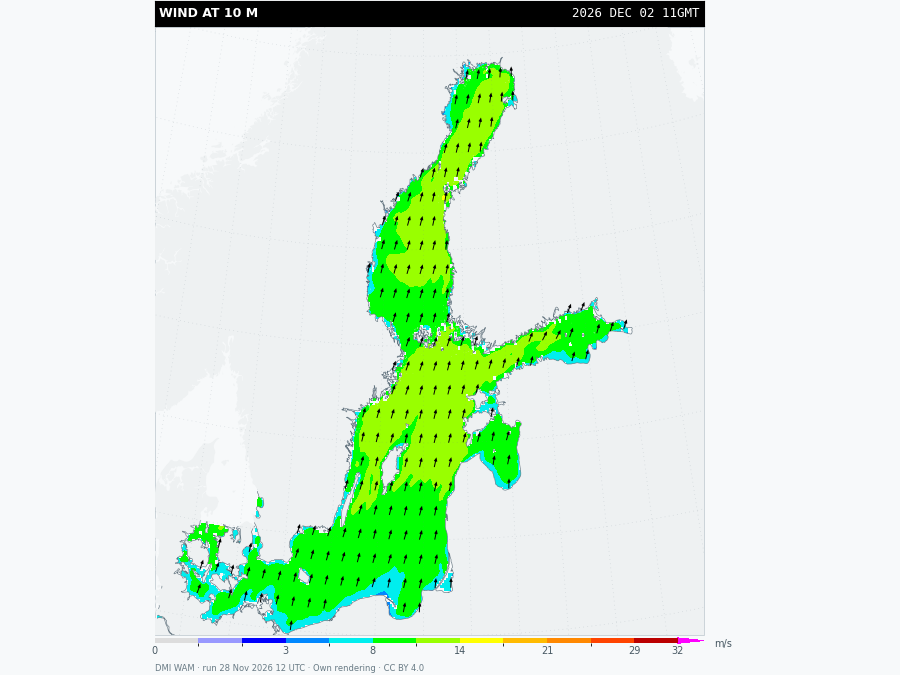 WIND AT 10 M 2026 DEC 02 11GMT
0 3 8 14 21 29 32 m/s
DMI WAM · run 28 Nov 2026 12 UTC · Own rendering · CC BY 4.0